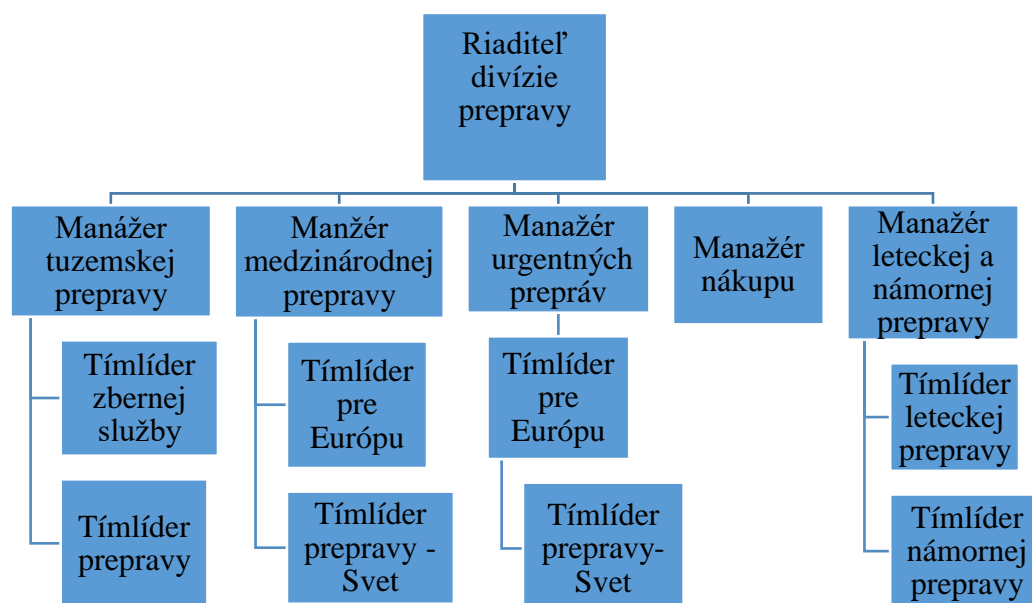 Riaditeľ
divízie
prepravy
Manážer
tuzemskej
prepravy
Manžér
medzinárodnej
prepravy
Manažér
urgentných
prepráv
Manažér
nákupu
Manažér
leteckej a
námornej
prepravy
Tímlíder
zbernej
služby
Tímlíder
pre
Európu
Tímlíder
pre
Európu
Tímlíder
leteckej
prepravy
Tímlíder
prepravy
Tímlíder
prepravy -
Svet
Tímlíder
prepravy-
Svet
Tímlíder
námornej
prepravy